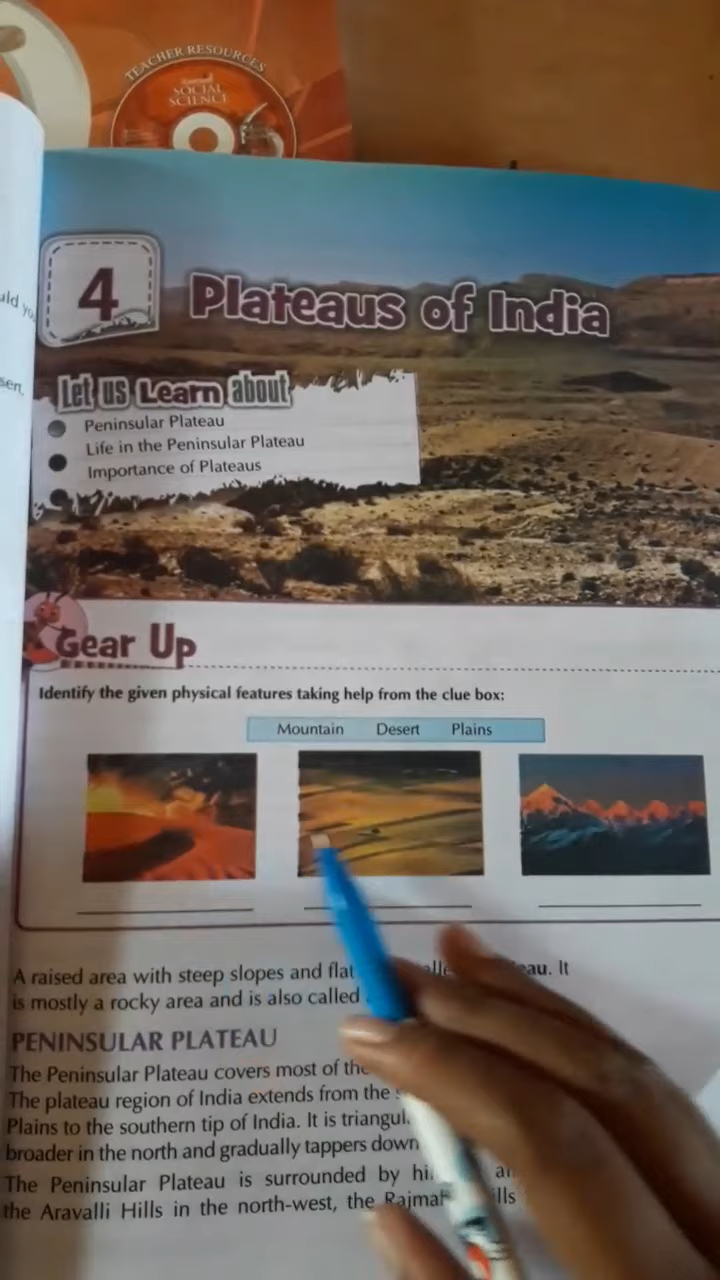 TEACHER RESOURCES
SOCIAL
SCIENCE
4
Plateaus of India
Let us Learn about
Peninsular Plateau
Life in the Peninsular Plateau
Importance of Plateaus
Gear Up
Identify the given physical features taking help from the clue box:
Mountain Desert Plains
A raised area with steep slopes and flat It
is mostly a rocky area and is also called
PENINSULAR PLATEAU
The Peninsular Plateau covers most of the
The plateau region of India extends from the
Plains to the southern tip of India. It is
broader in the north and gradually tappers down
The Peninsular Plateau is surrounded by
the Aravalli Hills in the north-west, the